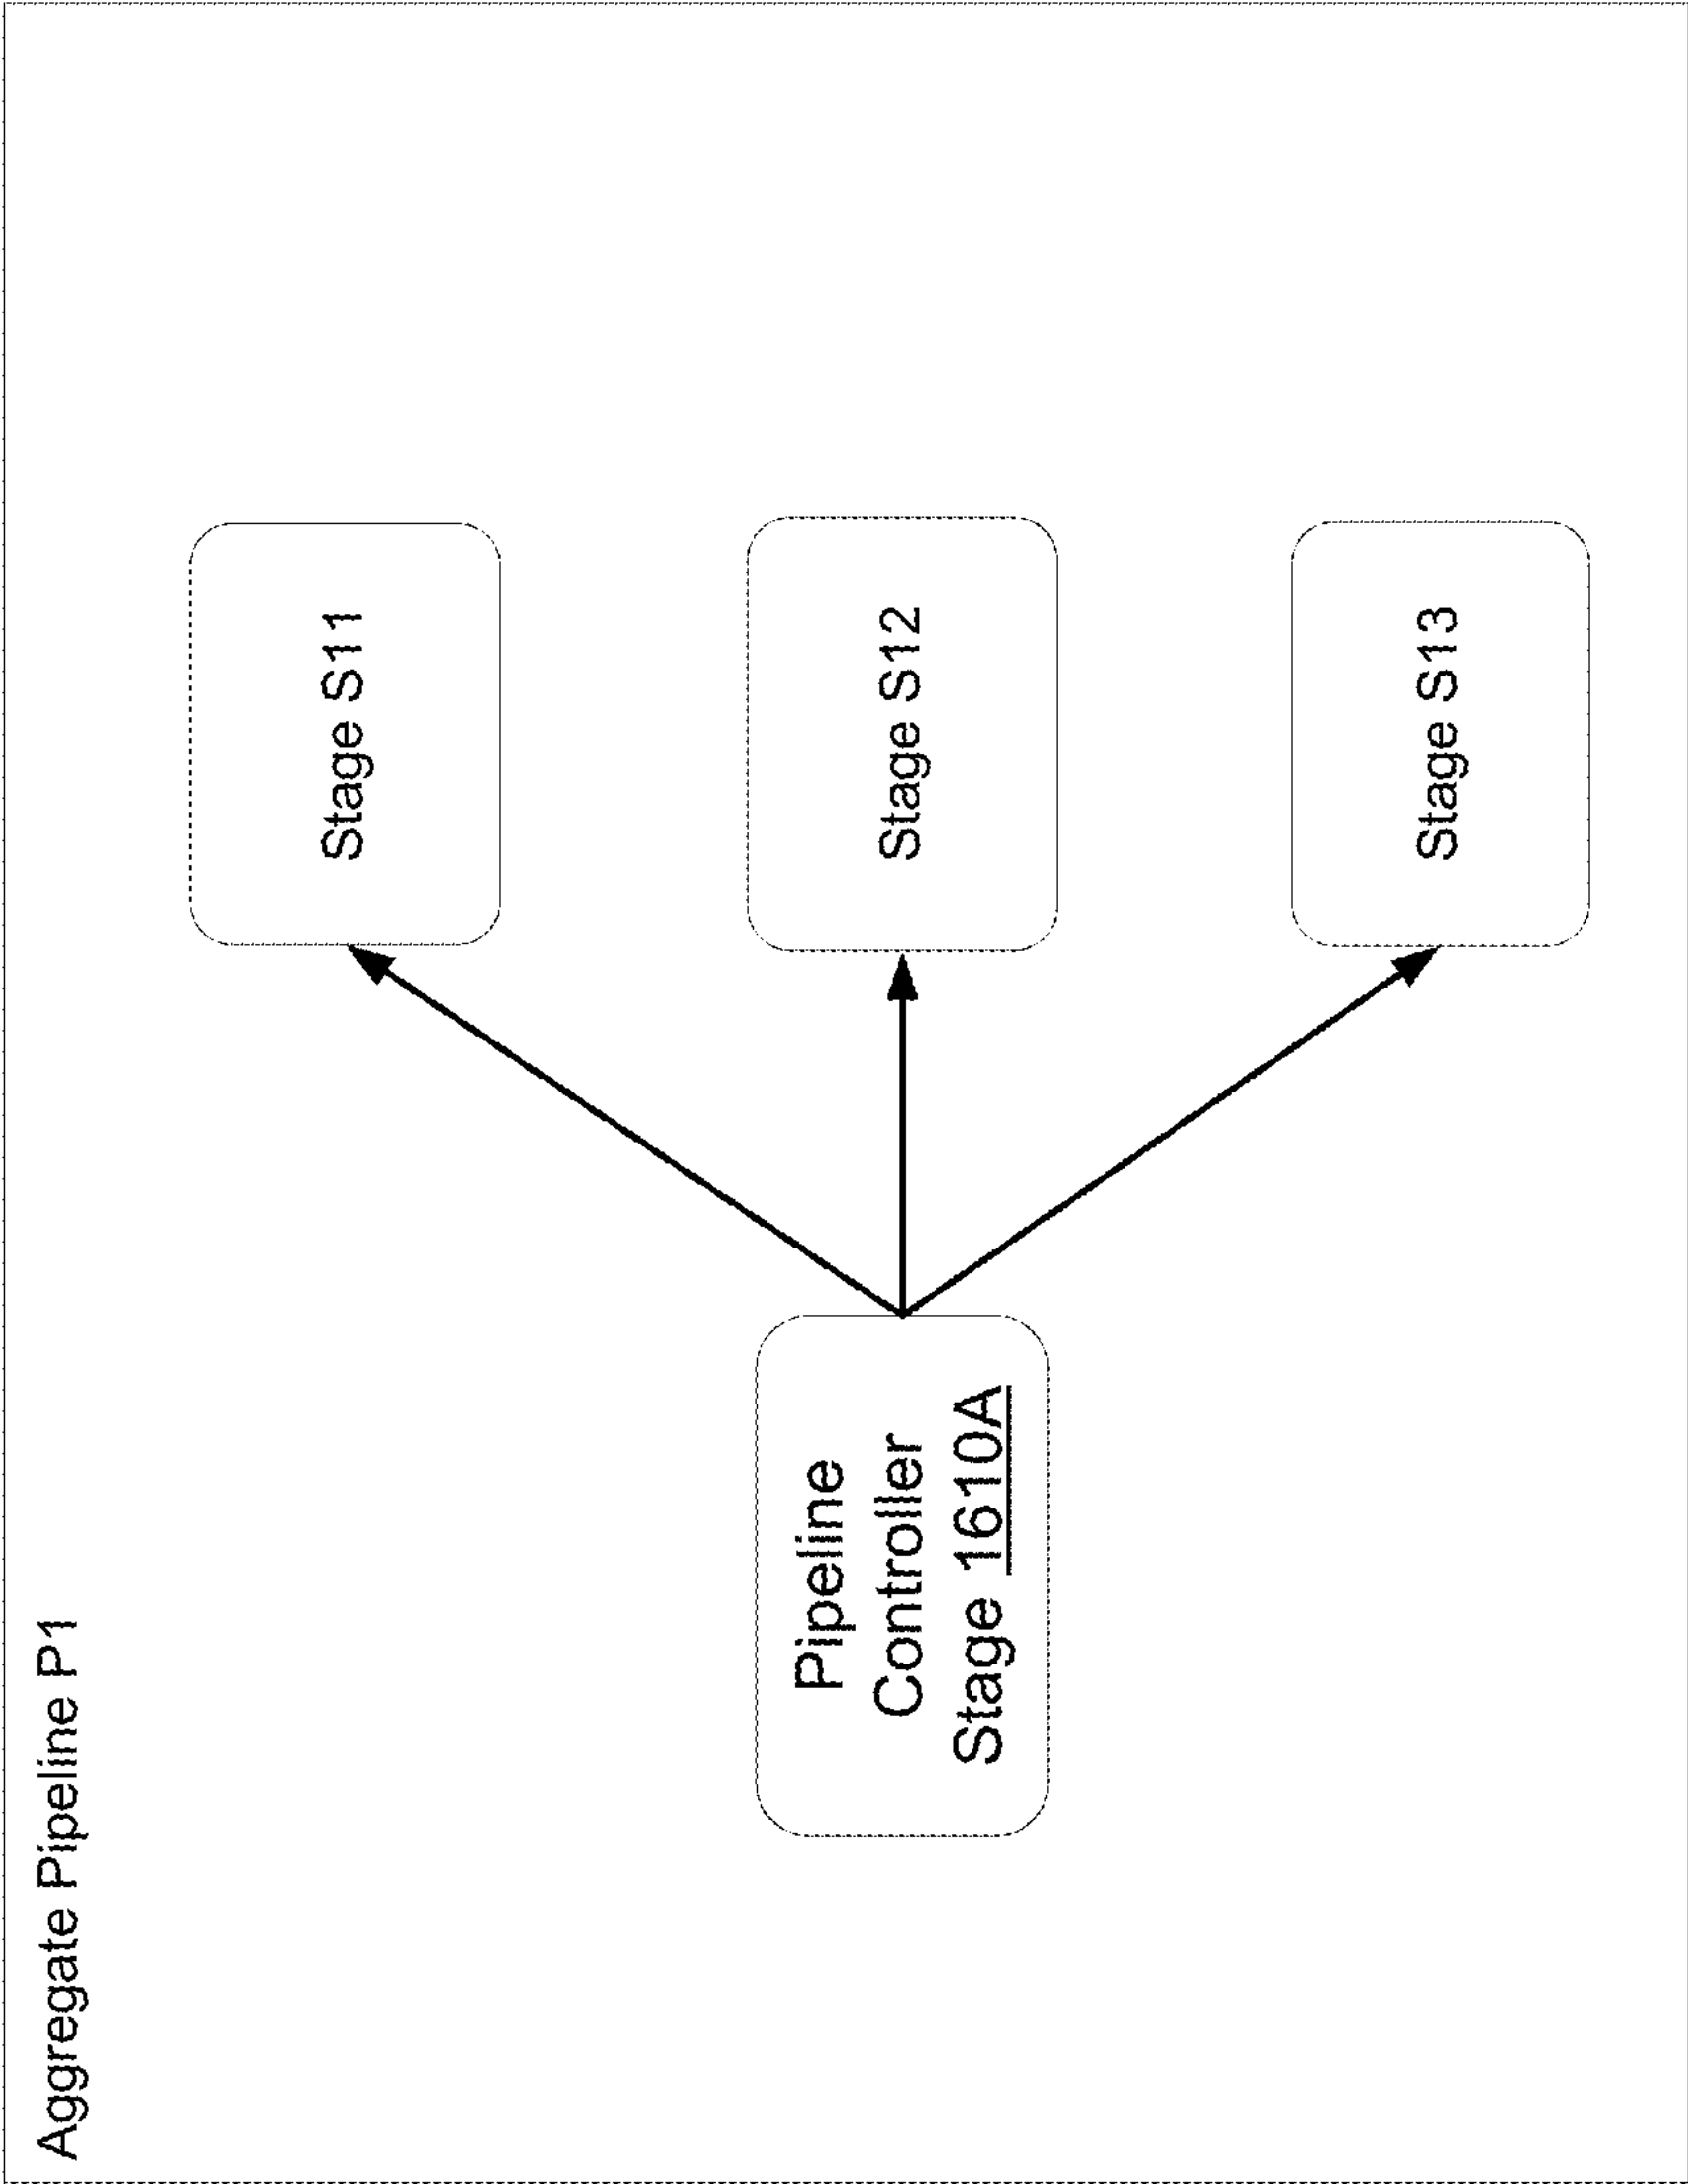 Aggregate Pipeline P1
Pipeline
Controller
Stage 1610A
Stage S11
Stage S12
Stage S13